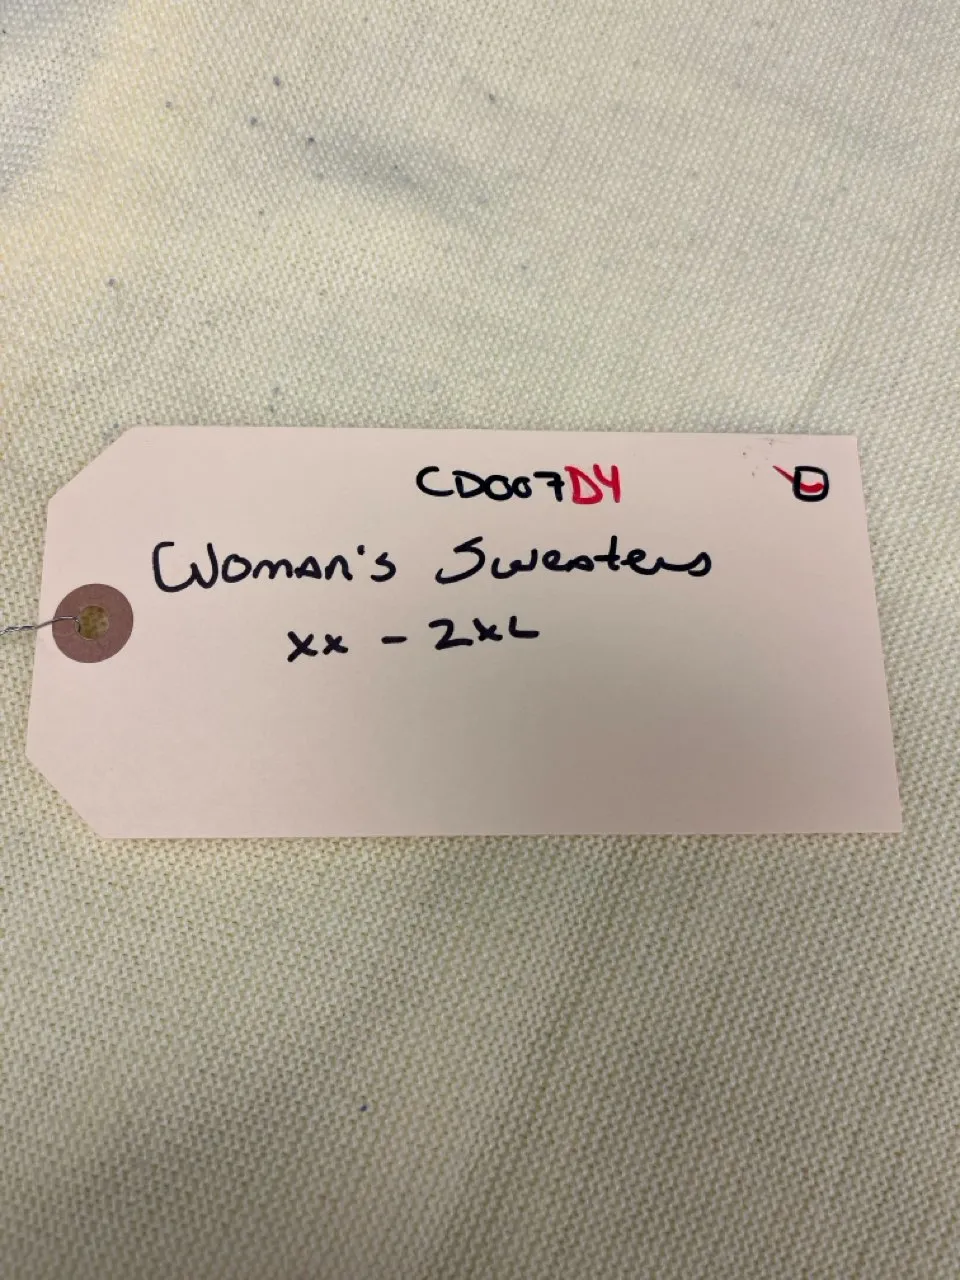 CD007D4
Woman's Sweaters
xx - 2xL